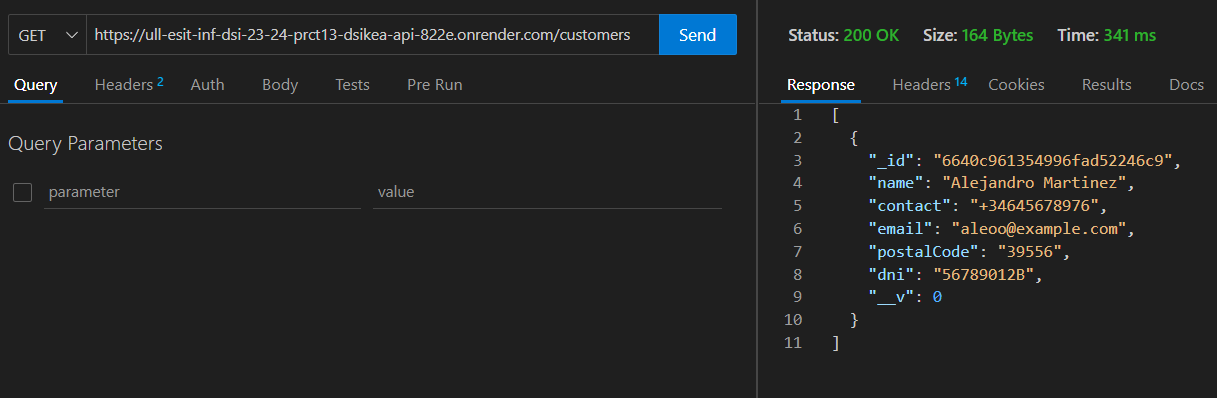 GET https://ull-esit-inf-dsi-23-24-prct13-dsikea-api-822e.onrender.com/customers Send
Query Headers 2 Auth Body Tests Pre Run
Query Parameters
parameter value
Status: 200 OK Size: 164 Bytes Time: 341 ms
Response Headers 14 Cookies Results Docs
1 [
2 {
3 "_id": "6640c961354996fad52246c9",
4 "name": "Alejandro Martinez",
5 "contact": "+34645678976",
6 "email": "aleoo@example.com",
7 "postalCode": "39556",
8 "dni": "56789012B",
9 "__v": 0
10 }
11 ]